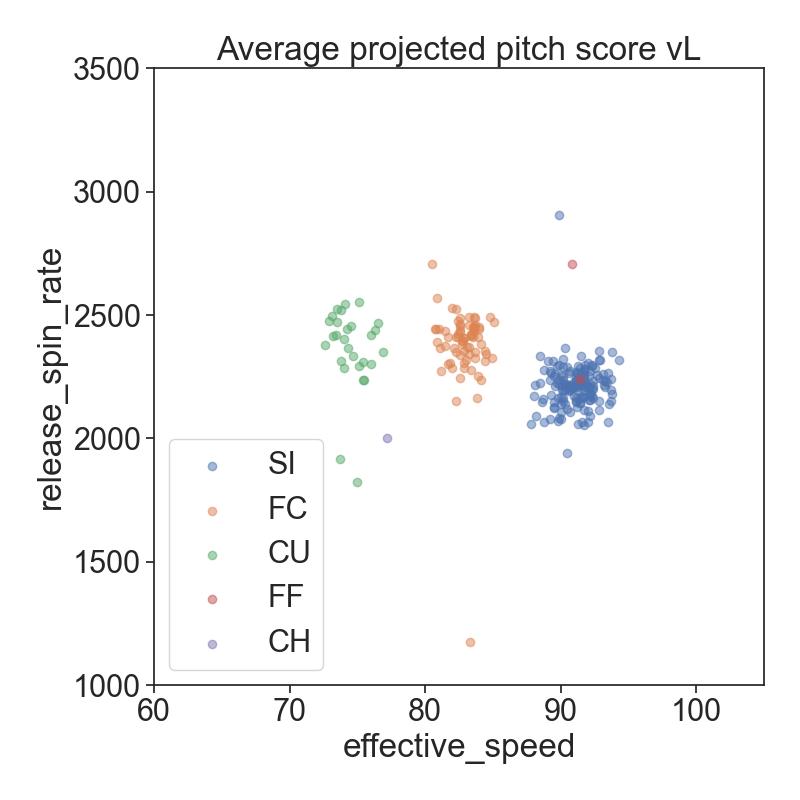 Average projected pitch score vL
3500
3000
2500
2000
1500
1000
release_spin_rate
SI
FC
CU
FF
CH
60 70 80 90 100
effective_speed